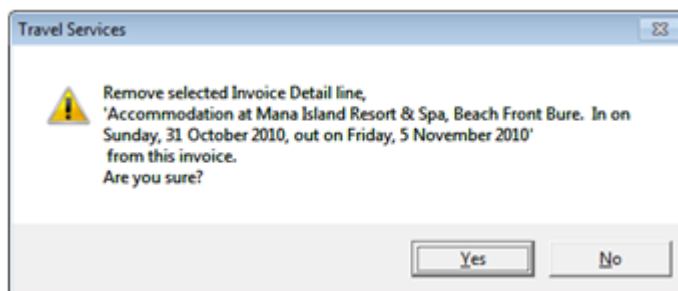 Travel Services
Remove selected Invoice Detail line,
'Accommodation at Mana Island Resort & Spa, Beach Front Bure.  In on
Sunday, 31 October 2010, out on Friday, 5 November 2010'
from this invoice.
Are you sure?
Yes
No